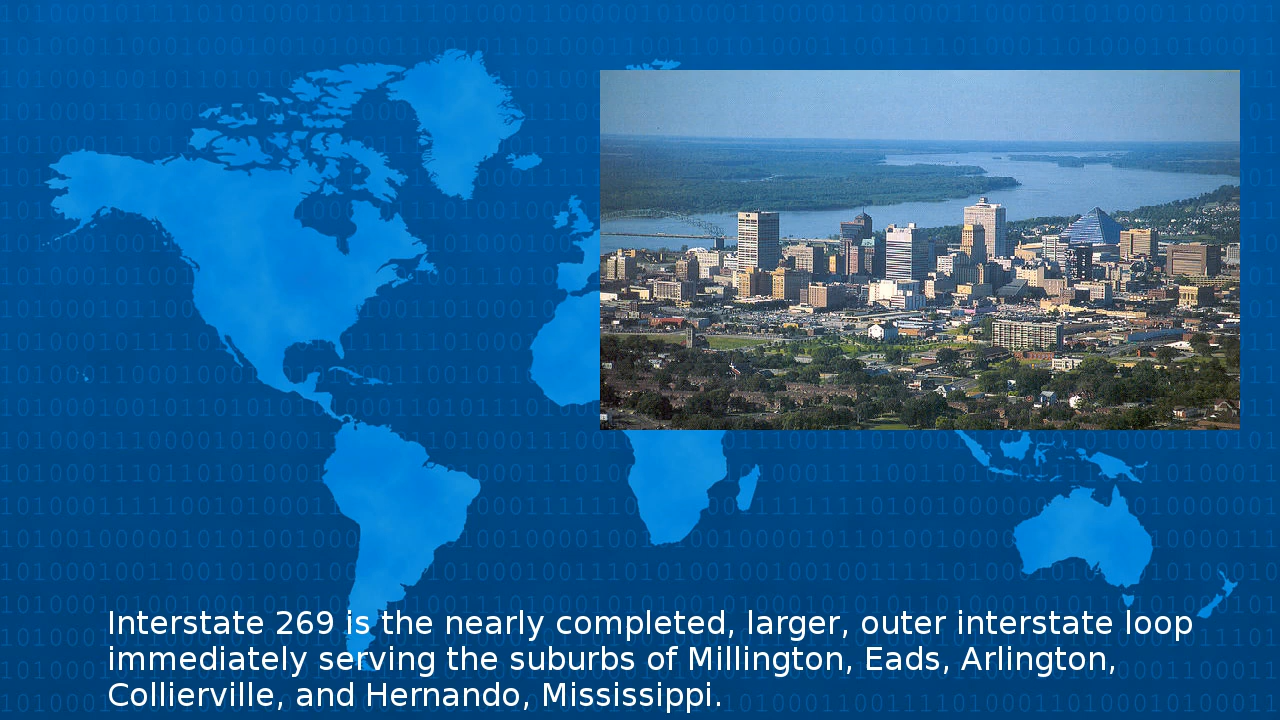 Interstate 269 is the nearly completed, larger, outer interstate loop
immediately serving the suburbs of Millington, Eads, Arlington,
Collierville, and Hernando, Mississippi.